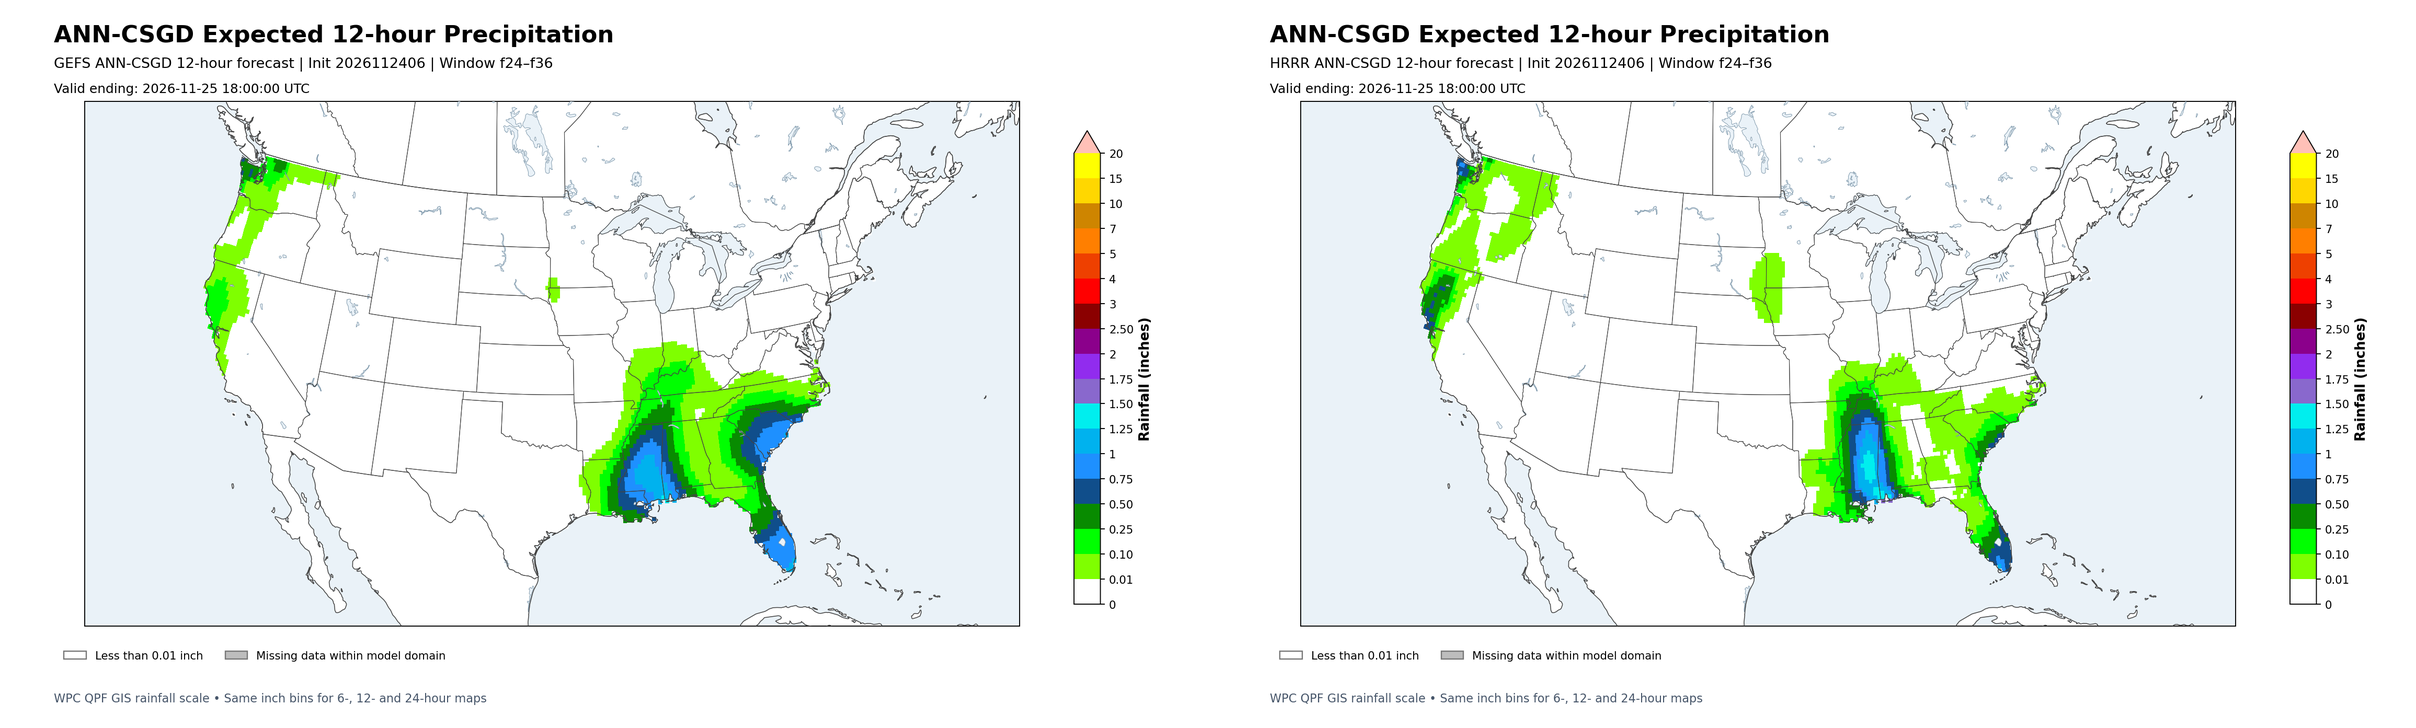 ANN-CSGD Expected 12-hour Precipitation
GEFS ANN-CSGD 12-hour forecast | Init 2026112406 | Window f24–f36
Valid ending: 2026-11-25 18:00:00 UTC
20
15
10
7
5
4
3
2.50
2
1.75
1.50
1.25
1
0.75
0.50
0.25
0.10
0.01
0
Rainfall (inches)
Less than 0.01 inch
Missing data within model domain
WPC QPF GIS rainfall scale • Same inch bins for 6-, 12- and 24-hour maps
ANN-CSGD Expected 12-hour Precipitation
HRRR ANN-CSGD 12-hour forecast | Init 2026112406 | Window f24–f36
Valid ending: 2026-11-25 18:00:00 UTC
20
15
10
7
5
4
3
2.50
2
1.75
1.50
1.25
1
0.75
0.50
0.25
0.10
0.01
0
Rainfall (inches)
Less than 0.01 inch
Missing data within model domain
WPC QPF GIS rainfall scale • Same inch bins for 6-, 12- and 24-hour maps